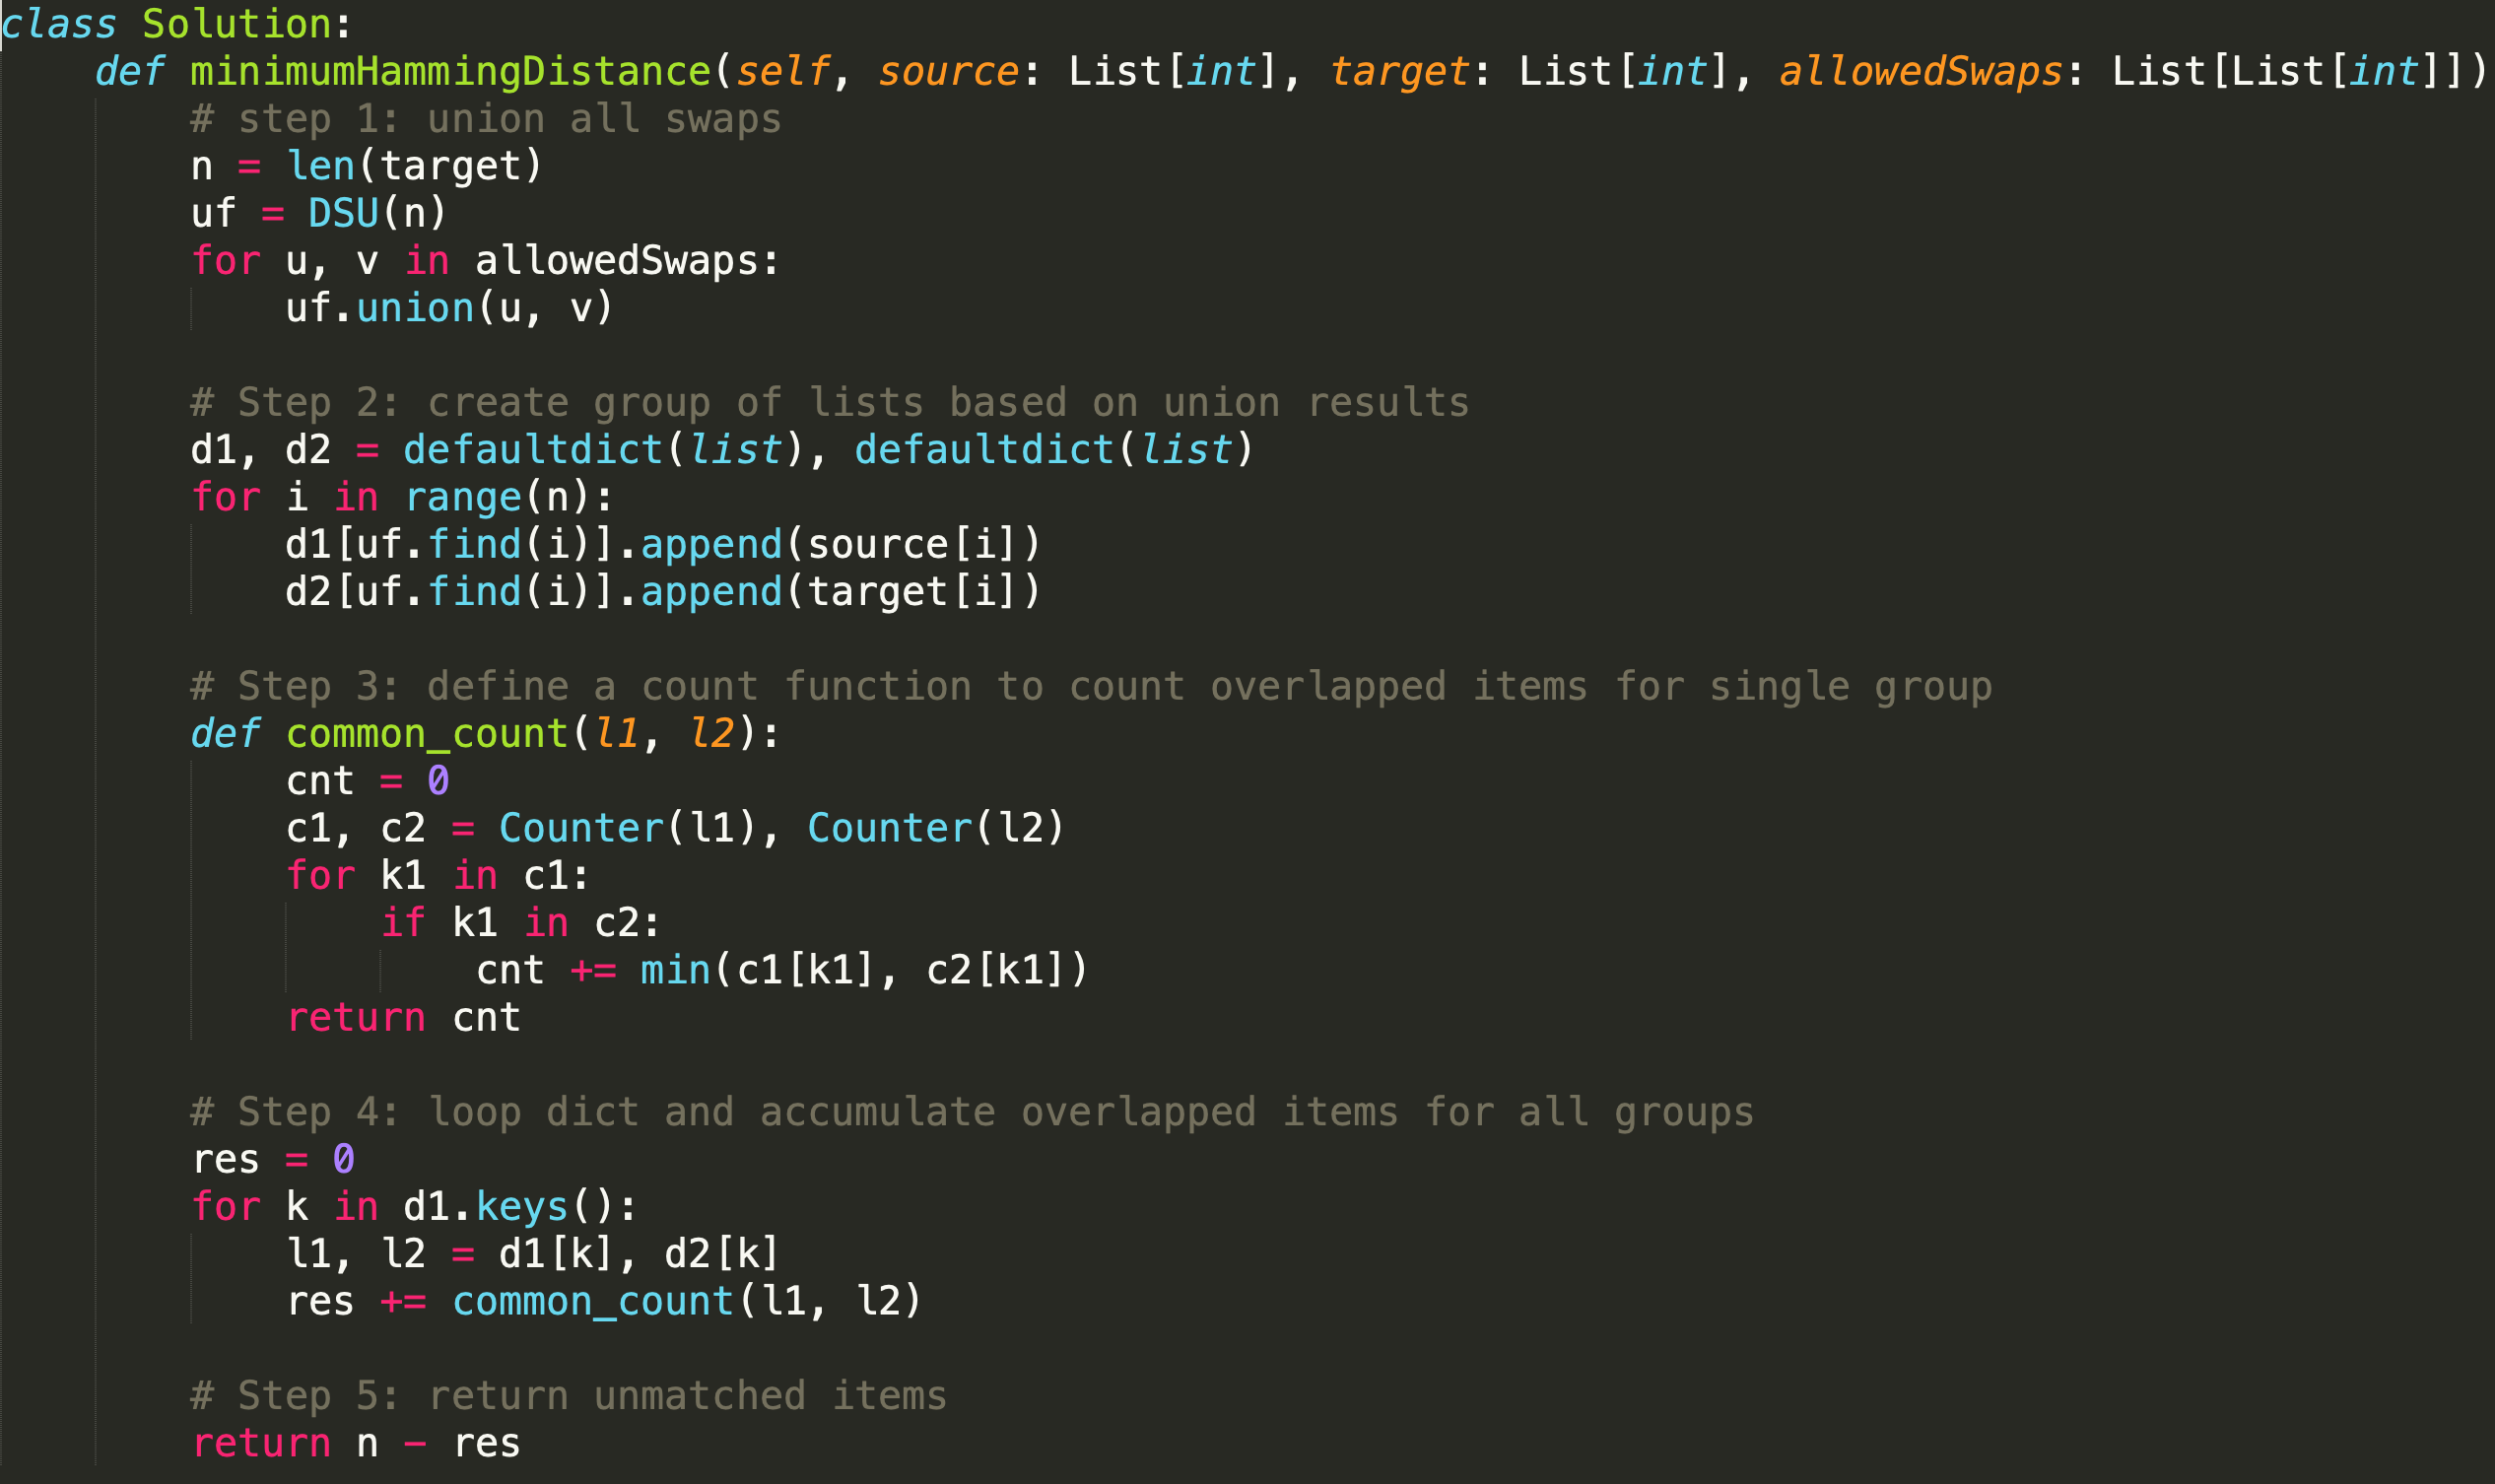 class Solution:
    def minimumHammingDistance(self, source: List[int], target: List[int], allowedSwaps: List[List[int]])
        # step 1: union all swaps
        n = len(target)
        uf = DSU(n)
        for u, v in allowedSwaps:
            uf.union(u, v)

        # Step 2: create group of lists based on union results
        d1, d2 = defaultdict(list), defaultdict(list)
        for i in range(n):
            d1[uf.find(i)].append(source[i])
            d2[uf.find(i)].append(target[i])

        # Step 3: define a count function to count overlapped items for single group
        def common_count(l1, l2):
            cnt = 0
            c1, c2 = Counter(l1), Counter(l2)
            for k1 in c1:
                if k1 in c2:
                    cnt += min(c1[k1], c2[k1])
            return cnt

        # Step 4: loop dict and accumulate overlapped items for all groups
        res = 0
        for k in d1.keys():
            l1, l2 = d1[k], d2[k]
            res += common_count(l1, l2)

        # Step 5: return unmatched items
        return n - res